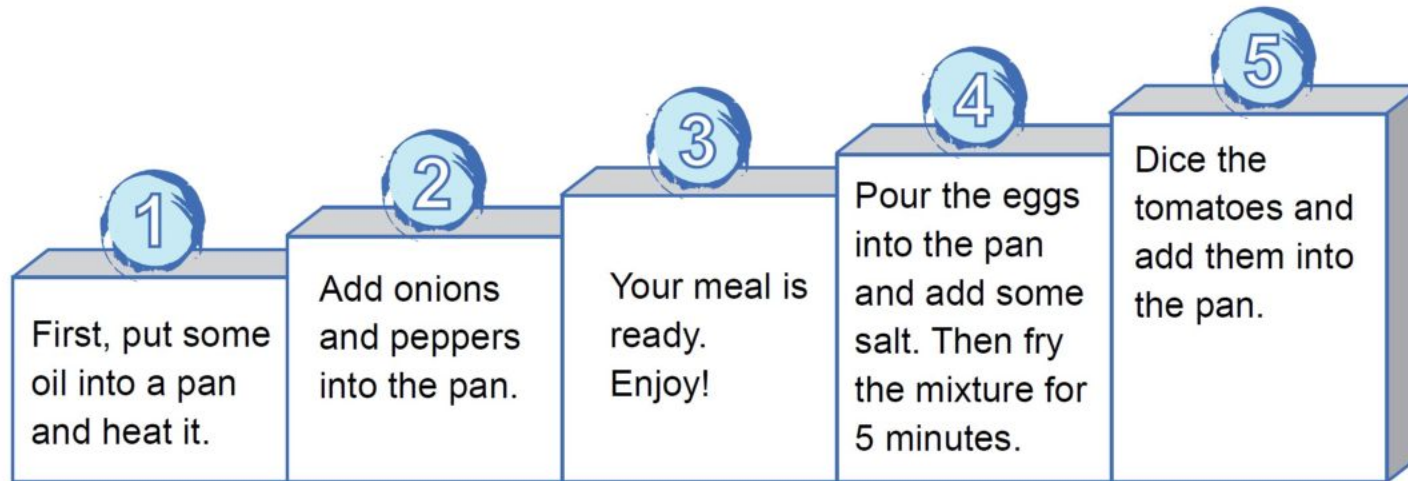 1
First, put some
oil into a pan
and heat it.
2
Add onions
and peppers
into the pan.
3
Your meal is
ready.
Enjoy!
4
Pour the eggs
into the pan
and add some
salt. Then fry
the mixture for
5 minutes.
5
Dice the
tomatoes and
add them into
the pan.